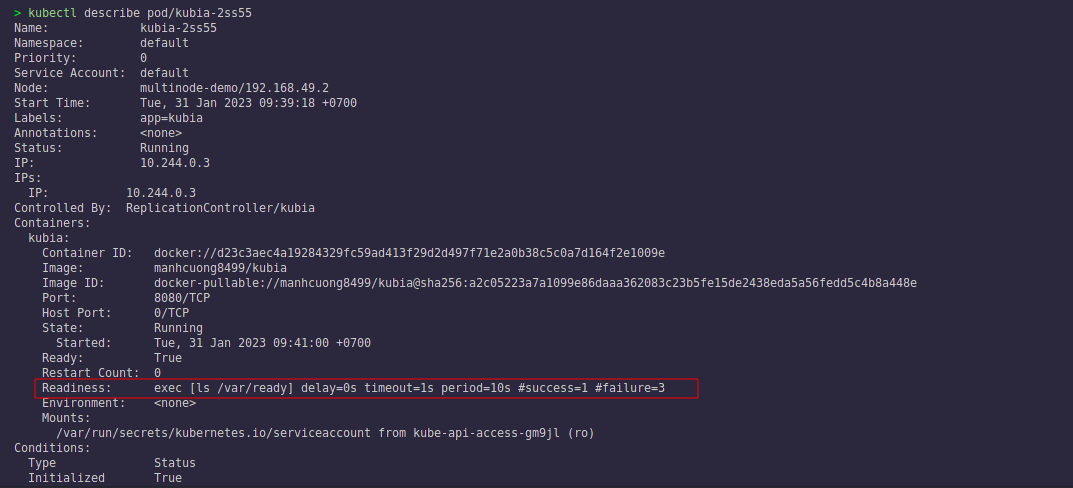 > kubectl describe pod/kubia-2ss55
Name:             kubia-2ss55
Namespace:        default
Priority:         0
Service Account:  default
Node:             multinode-demo/192.168.49.2
Start Time:       Tue, 31 Jan 2023 09:39:18 +0700
Labels:           app=kubia
Annotations:      <none>
Status:           Running
IP:               10.244.0.3
IPs:
  IP:           10.244.0.3
Controlled By:  ReplicationController/kubia
Containers:
  kubia:
    Container ID:   docker://d23c3aec4a19284329fc59ad413f29d2d497f71e2a0b38c5c0a7d164f2e1009e
    Image:          manhcuong8499/kubia
    Image ID:       docker-pullable://manhcuong8499/kubia@sha256:a2c05223a7a1099e86daaa362083c23b5fe15de2438eda5a56fedd5c4b8a448e
    Port:           8080/TCP
    Host Port:      0/TCP
    State:          Running
      Started:      Tue, 31 Jan 2023 09:41:00 +0700
    Ready:          True
    Restart Count:  0
    Readiness:      exec [ls /var/ready] delay=0s timeout=1s period=10s #success=1 #failure=3
    Environment:    <none>
    Mounts:
      /var/run/secrets/kubernetes.io/serviceaccount from kube-api-access-gm9jl (ro)
Conditions:
  Type              Status
  Initialized       True